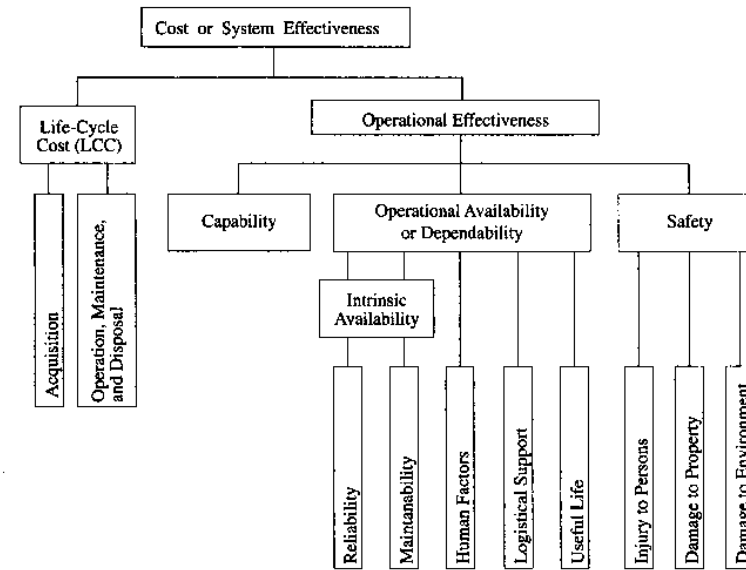 Cost or System Effectiveness
Life-Cycle
Cost (LCC)
Operational Effectiveness
Capability
Operational Availability
or Dependability
Safety
Intrinsic
Availability
Acquisition
Operation, Maintenance,
and Disposal
Reliability
Maintanability
Human Factors
Logistical Support
Useful Life
Injury to Persons
Damage to Property
Damage to Environment